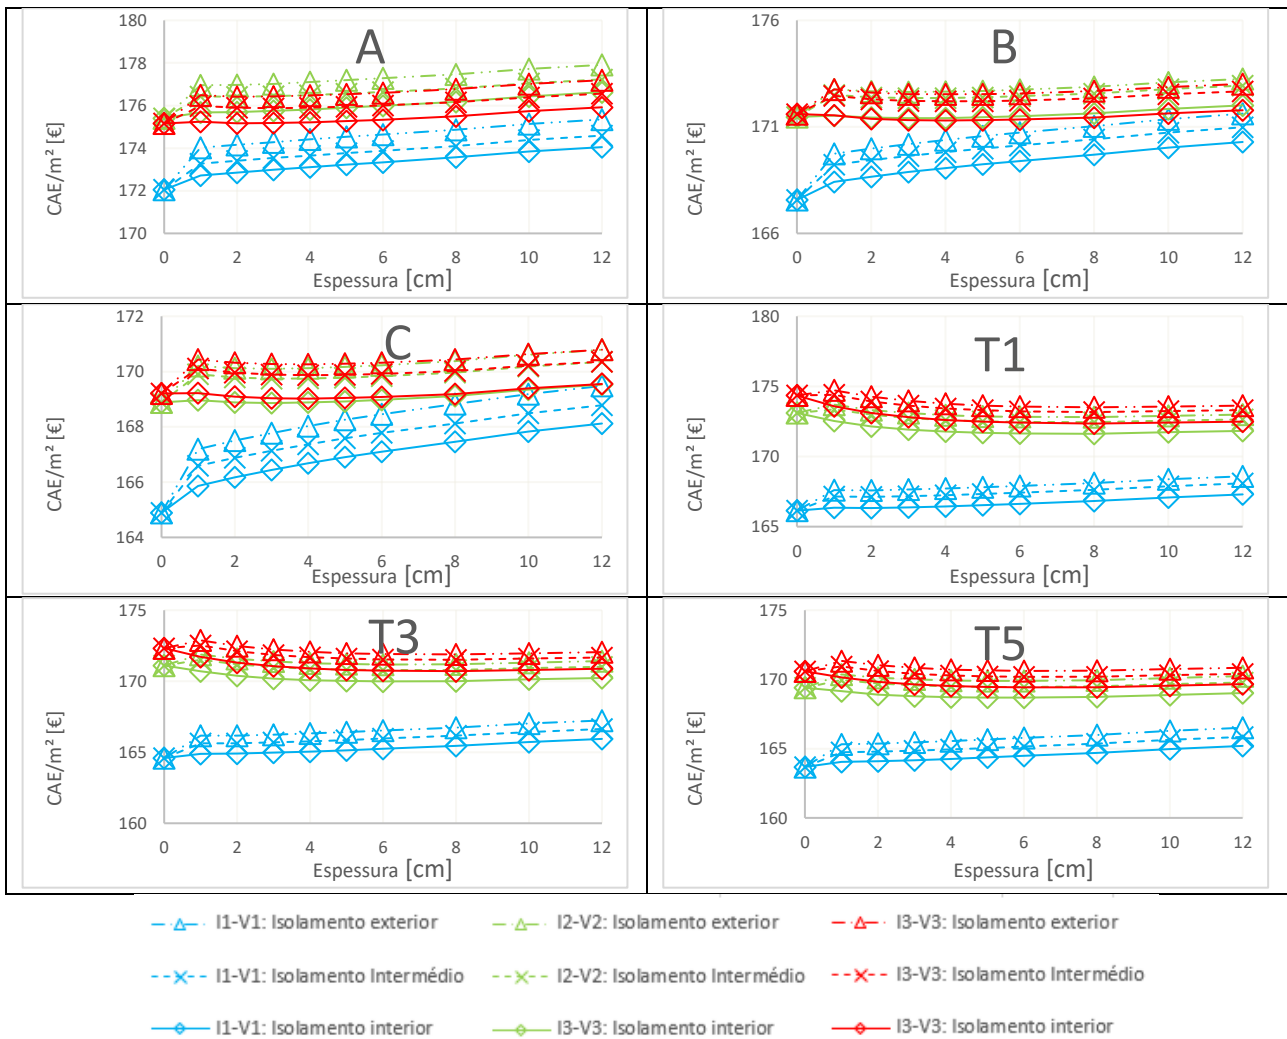 A
CAE/m² [€]
180
178
176
174
172
170
0 2 4 6 8 10 12
Espessura [cm]
B
CAE/m² [€]
176
171
166
0 2 4 6 8 10 12
Espessura [cm]
C
CAE/m² [€]
172
170
168
166
164
0 2 4 6 8 10 12
Espessura [cm]
T1
CAE/m² [€]
180
175
170
165
0 2 4 6 8 10 12
Espessura [cm]
T3
CAE/m² [€]
175
170
165
160
0 2 4 6 8 10 12
Espessura [cm]
T5
CAE/m² [€]
175
170
165
160
0 2 4 6 8 10 12
Espessura [cm]
I1-V1: Isolamento exterior
I2-V2: Isolamento exterior
I3-V3: Isolamento exterior
I1-V1: Isolamento Intermédio
I2-V2: Isolamento Intermédio
I3-V3: Isolamento Intermédio
I1-V1: Isolamento interior
I3-V3: Isolamento interior
I3-V3: Isolamento interior